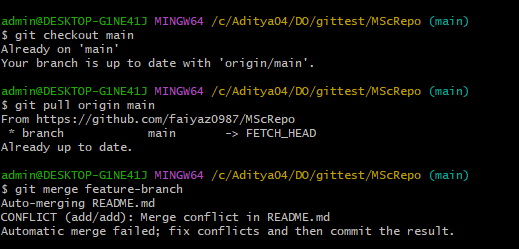 admin@DESKTOP-G1NE41J MINGW64 /c/Aditya04/DO/gittest/MScRepo (main)
$ git checkout main
Already on 'main'
Your branch is up to date with 'origin/main'.
admin@DESKTOP-G1NE41J MINGW64 /c/Aditya04/DO/gittest/MScRepo (main)
$ git pull origin main
From https://github.com/faiyaz0987/MScRepo
 * branch            main       -> FETCH_HEAD
Already up to date.
admin@DESKTOP-G1NE41J MINGW64 /c/Aditya04/DO/gittest/MScRepo (main)
$ git merge feature-branch
Auto-merging README.md
CONFLICT (add/add): Merge conflict in README.md
Automatic merge failed; fix conflicts and then commit the result.